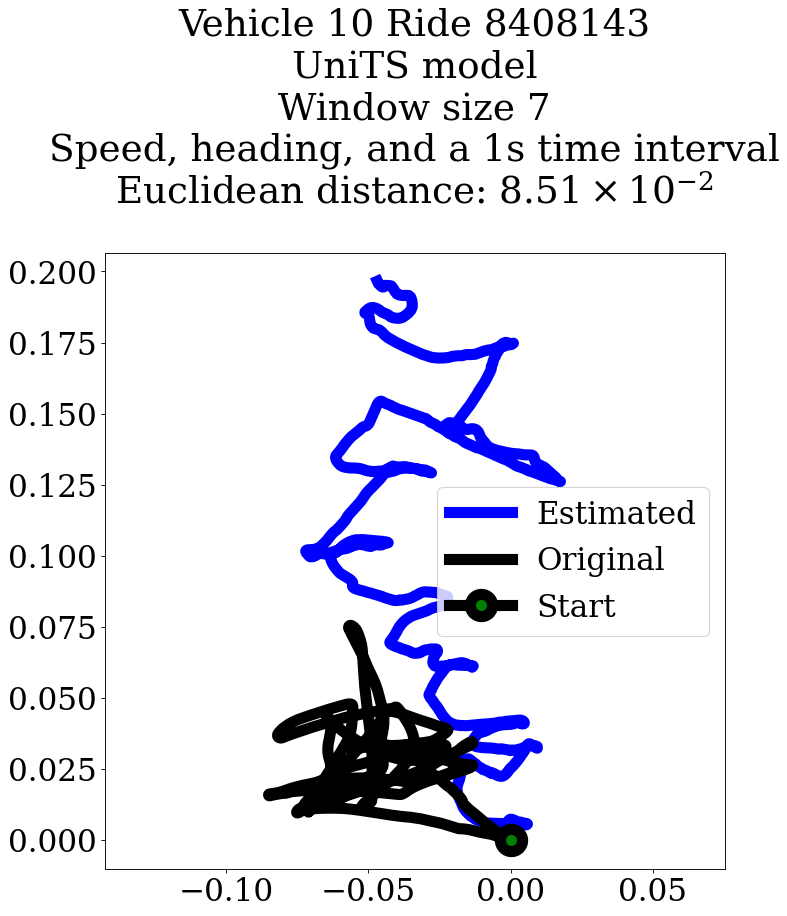 Vehicle 10 Ride 8408143
UniTS model
Window size 7
Speed, heading, and a 1s time interval
Euclidean distance: 8.51 × 10⁻²
0.200
0.175
0.150
0.125
0.100
0.075
0.050
0.025
0.000
Estimated
Original
Start
−0.10 −0.05 0.00 0.05